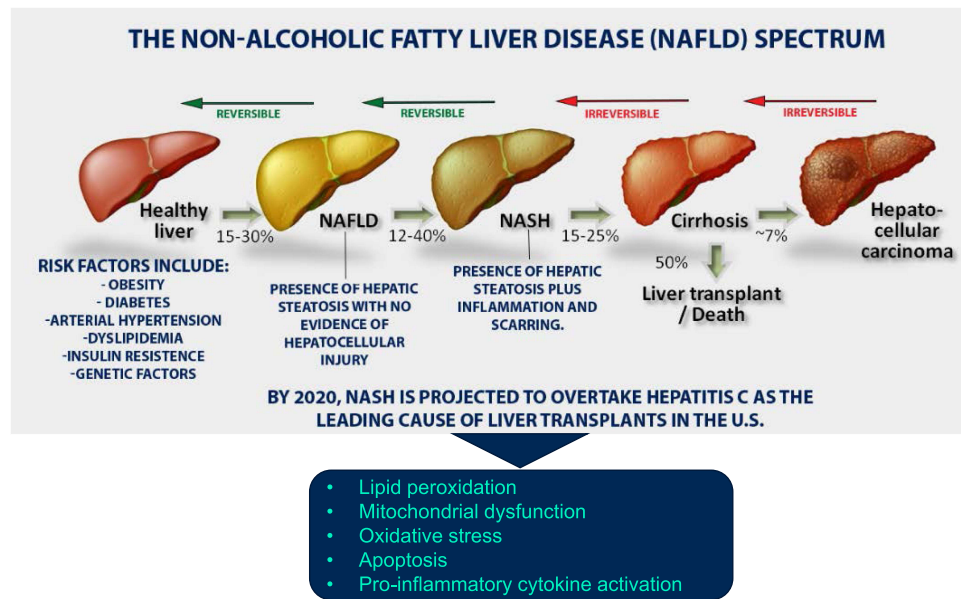 THE NON-ALCOHOLIC FATTY LIVER DISEASE (NAFLD) SPECTRUM
REVERSIBLE
REVERSIBLE
IRREVERSIBLE
IRREVERSIBLE
Healthy
liver
15-30%
NAFLD
12-40%
NASH
15-25%
Cirrhosis
~7%
Hepato-
cellular
carcinoma
50%
Liver transplant
/ Death
RISK FACTORS INCLUDE:
- OBESITY
- DIABETES
-ARTERIAL HYPERTENSION
-DYSLIPIDEMIA
-INSULIN RESISTENCE
-GENETIC FACTORS
PRESENCE OF HEPATIC
STEATOSIS WITH NO
EVIDENCE OF
HEPATOCELLULAR
INJURY
PRESENCE OF HEPATIC
STEATOSIS PLUS
INFLAMMATION AND
SCARRING.
BY 2020, NASH IS PROJECTED TO OVERTAKE HEPATITIS C AS THE
LEADING CAUSE OF LIVER TRANSPLANTS IN THE U.S.
• Lipid peroxidation
• Mitochondrial dysfunction
• Oxidative stress
• Apoptosis
• Pro-inflammatory cytokine activation